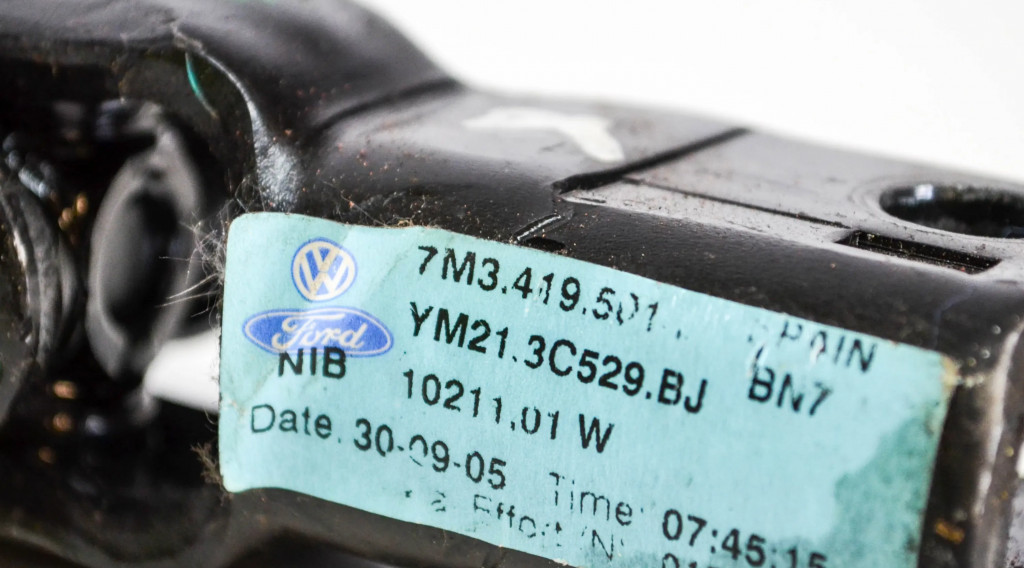 VW 7M3.419.501
Ford YM21.3C529.BJ BN7
NIB 10211.01 W
Date. 30-09-05 Time: 07:45:15
Effort